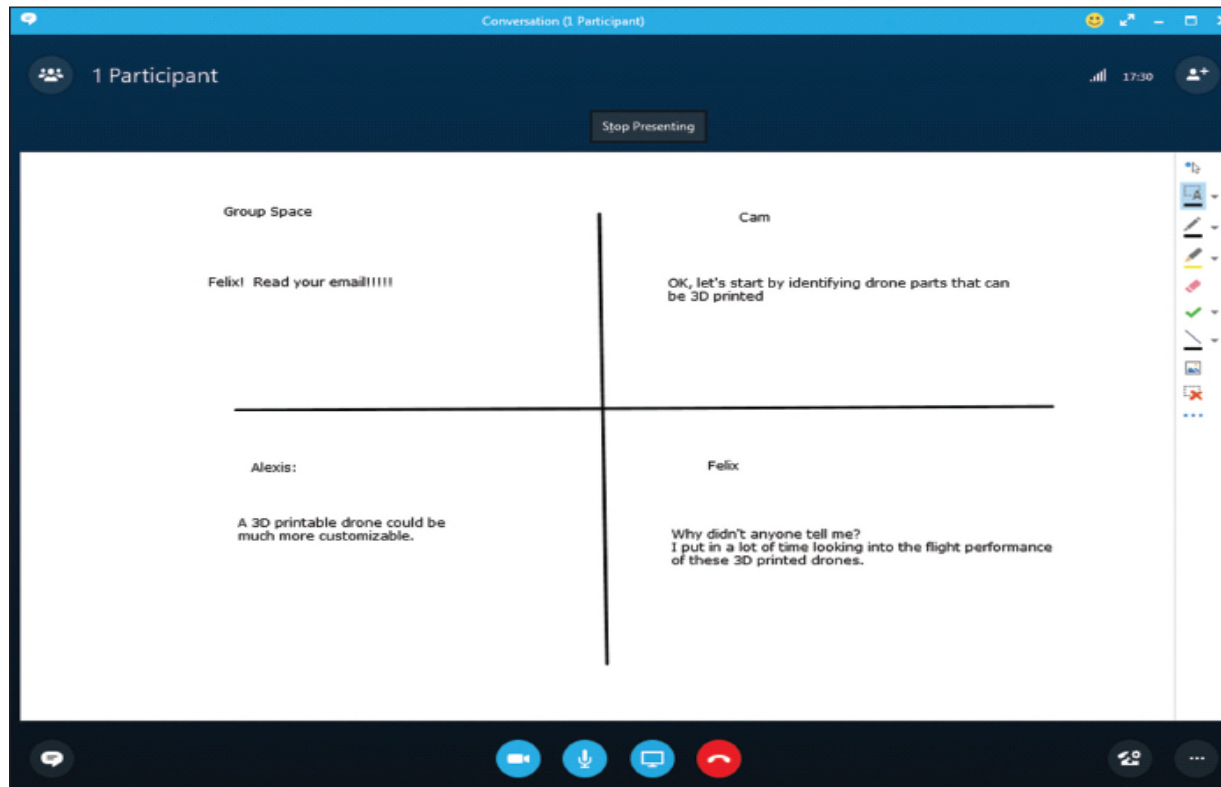 Conversation (1 Participant)
1 Participant
17:30
Stop Presenting
Group Space
Felix!  Read your email!!!!!
Cam
OK, let's start by identifying drone parts that can
be 3D printed
Alexis:
A 3D printable drone could be
much more customizable.
Felix
Why didn't anyone tell me?
I put in a lot of time looking into the flight performance
of these 3D printed drones.
A